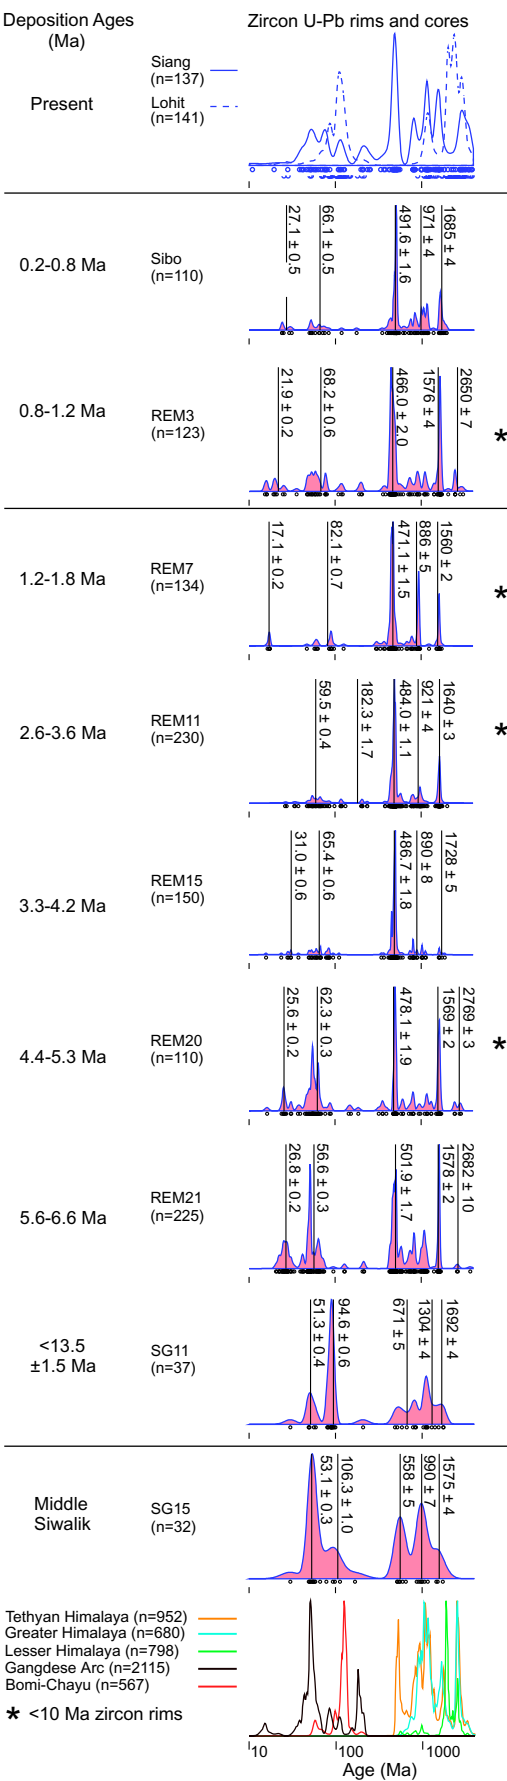 Deposition Ages
(Ma)
Zircon U-Pb rims and cores
Present
Siang
(n=137)
Lohit
(n=141)
0.2-0.8 Ma
Sibo
(n=110)
27.1 ± 0.5
66.1 ± 0.5
491.6 ± 1.6
971 ± 4
1685 ± 4
0.8-1.2 Ma
REM3
(n=123)
21.9 ± 0.2
68.2 ± 0.6
466.0 ± 2.0
1576 ± 4
2650 ± 7
*
1.2-1.8 Ma
REM7
(n=134)
17.1 ± 0.2
82.1 ± 0.7
471.1 ± 1.5
886 ± 5
1560 ± 2
*
2.6-3.6 Ma
REM11
(n=230)
59.5 ± 0.4
182.3 ± 1.7
484.0 ± 1.1
921 ± 4
1640 ± 3
*
3.3-4.2 Ma
REM15
(n=150)
31.0 ± 0.6
65.4 ± 0.6
486.7 ± 1.8
890 ± 8
1728 ± 5
4.4-5.3 Ma
REM20
(n=110)
25.6 ± 0.2
62.3 ± 0.3
478.1 ± 1.9
1569 ± 2
2769 ± 3
*
5.6-6.6 Ma
REM21
(n=225)
26.8 ± 0.2
56.6 ± 0.3
501.9 ± 1.7
1578 ± 2
2682 ± 10
<13.5
±1.5 Ma
SG11
(n=37)
51.3 ± 0.4
94.6 ± 0.6
671 ± 5
1304 ± 4
1692 ± 4
Middle
Siwalik
SG15
(n=32)
53.1 ± 0.3
106.3 ± 1.0
558 ± 5
990 ± 7
1575 ± 4
Tethyan Himalaya (n=952)
Greater Himalaya (n=680)
Lesser Himalaya (n=798)
Gangdese Arc (n=2115)
Bomi-Chayu (n=567)
* <10 Ma zircon rims
10 100 1000
Age (Ma)